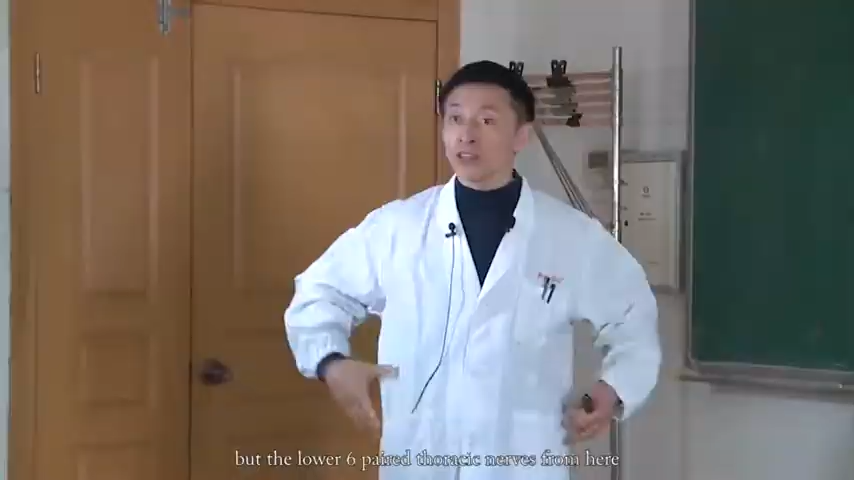 but the lower 6 paired thoracic nerves from here